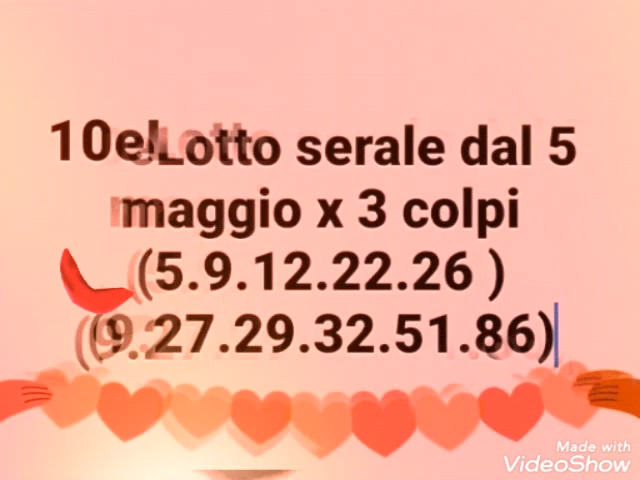 10eLotto serale dal 5
maggio x 3 colpi
(5.9.12.22.26 )
(9.27.29.32.51.86)
Made with
VideoShow